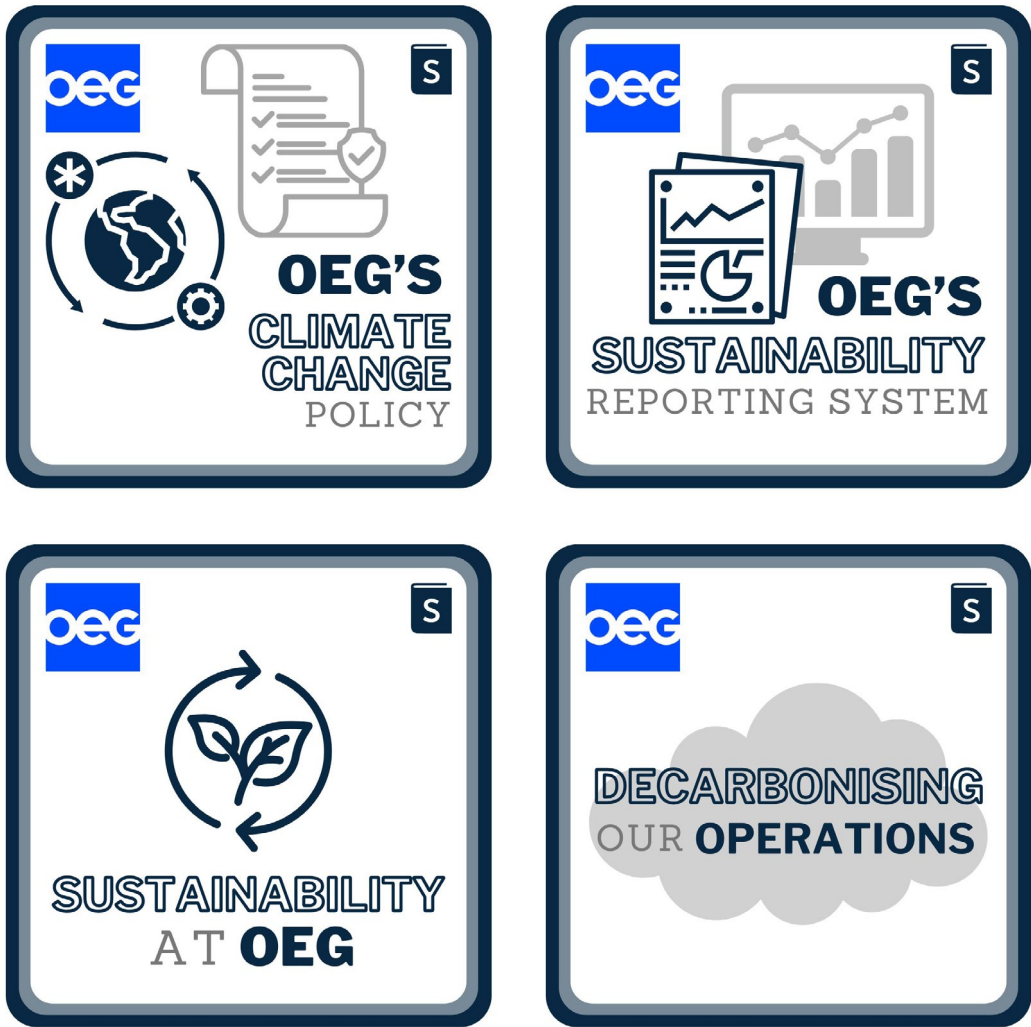 oeg
S
OEG'S
CLIMATE
CHANGE
POLICY
oeg
S
OEG'S
SUSTAINABILITY
REPORTING SYSTEM
oeg
S
SUSTAINABILITY
AT OEG
oeg
S
DECARBONISING
OUR OPERATIONS